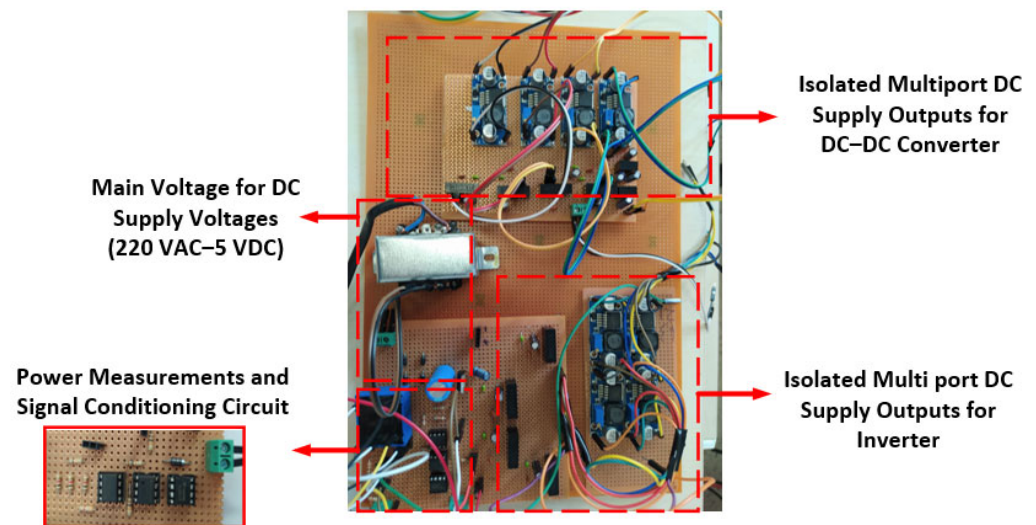 Isolated Multiport DC
Supply Outputs for
DC–DC Converter
Main Voltage for DC
Supply Voltages
(220 VAC–5 VDC)
Power Measurements and
Signal Conditioning Circuit
Isolated Multi port DC
Supply Outputs for
Inverter